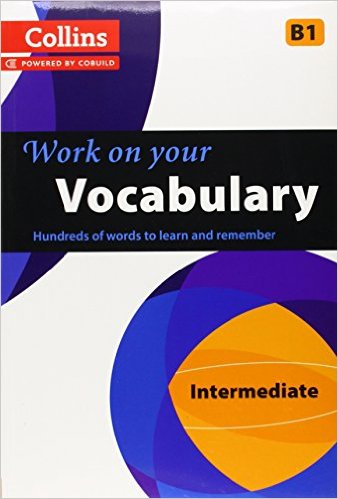 Collins
POWERED BY COBUILD
B1
Work on your
Vocabulary
Hundreds of words to learn and remember
Intermediate